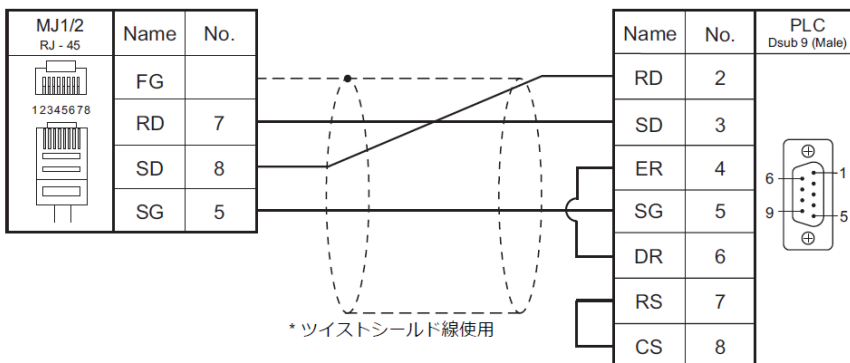 MJ1/2 Name No.
RJ - 45
FG
12345678
RD 7
SD 8
SG 5
Name No. PLC
Dsub 9 (Male)
RD 2
SD 3
ER 4
SG 5
DR 6
RS 7
CS 8
6 1
9 5
* ツイストシールド線使用